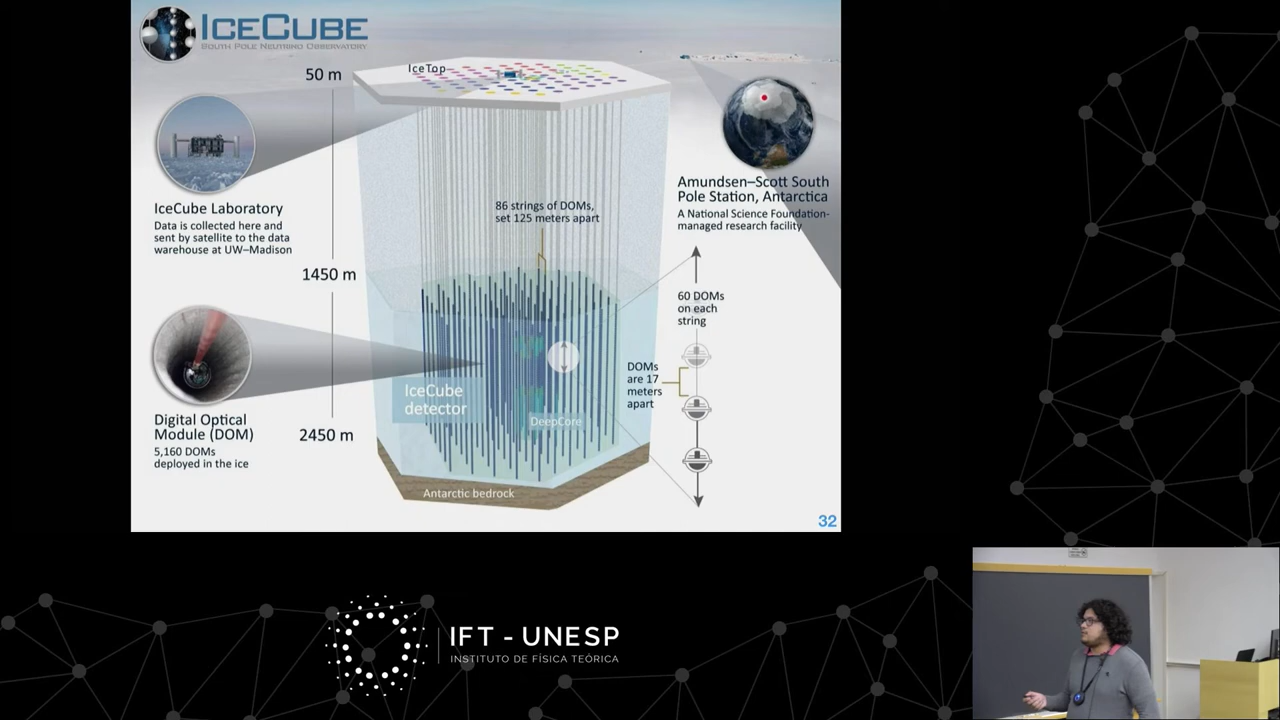 ICECUBE
SOUTH POLE NEUTRINO OBSERVATORY
50 m
IceTop
IceCube Laboratory
Data is collected here and
sent by satellite to the data
warehouse at UW–Madison
86 strings of DOMs,
set 125 meters apart
Amundsen–Scott South
Pole Station, Antarctica
A National Science Foundation-
managed research facility
1450 m
60 DOMs
on each
string
DOMs
are 17
meters
apart
IceCube
detector
DeepCore
Digital Optical
Module (DOM)
5,160 DOMs
deployed in the ice
2450 m
Antarctic bedrock
32
IFT - UNESP
INSTITUTO DE FÍSICA TEÓRICA